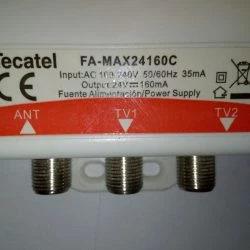 Tecatel FA-MAX24160C
Input:AC 100-240V 50/60Hz 35mA
Output:24V 160mA
Fuente Alimentación/Power Supply
CE
ANT TV1 TV2